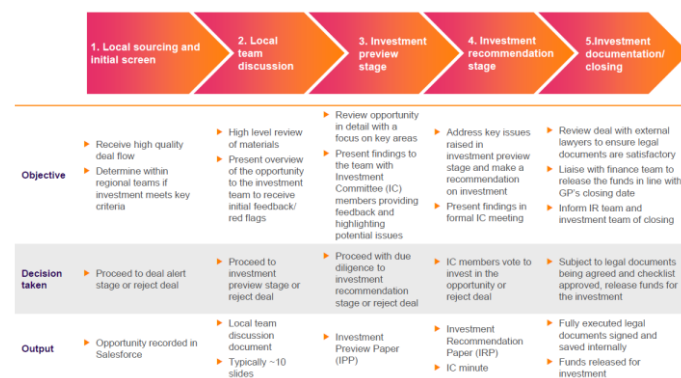 1. Local sourcing and
initial screen
2. Local
team
discussion
3. Investment
preview
stage
4. Investment
recommendation
stage
5.Investment
documentation/
closing
Objective
Receive high quality
deal flow
Determine within
regional teams if
investment meets key
criteria
High level review of
materials
Present overview of
the opportunity to the
investment team to
receive initial feedback/
red flags
Review opportunity
in detail with a
focus on key areas
Present findings to
the team with
Investment
Committee (IC)
members providing
feedback and
highlighting
potential issues
Address key issues
raised in
investment preview
stage and make a
recommendation
on investment
Present findings in
formal IC meeting
Review deal with external
lawyers to ensure legal
documents are satisfactory
Liaise with finance team to
release the funds in line with
GP's closing date
Inform IR team and
investment team of closing
Decision
taken
Proceed to deal alert
stage or reject deal
Proceed to
investment
preview stage or
reject deal
Proceed with due
diligence to
investment
recommendation
stage or reject deal
IC members vote to
invest in the
opportunity or
reject deal
Subject to legal documents
being agreed and checklist
approved, release funds for
the investment
Output
Opportunity recorded in
Salesforce
Local team
discussion
document
Typically ~10
slides
Investment
Preview Paper
(IPP)
Investment
Recommendation
Paper (IRP)
IC minute
Fully executed legal
documents signed and
saved internally
Funds released for
investment